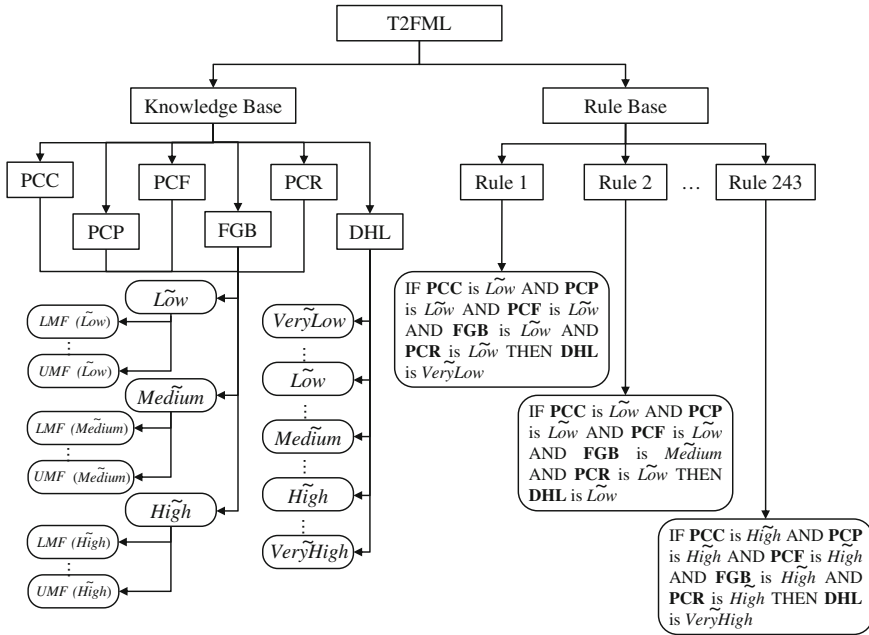 T2FML
Knowledge Base
Rule Base
PCC
PCF
PCR
Rule 1
Rule 2
...
Rule 243
PCP
FGB
DHL
Low̃
LMF (Low̃)
⋮
UMF (Low̃)
Medium̃
LMF (Medium̃)
⋮
UMF (Medium̃)
High̃
LMF (High̃)
⋮
UMF (High̃)
VerỹLow
⋮
Low̃
⋮
Medium̃
⋮
High̃
⋮
VerỹHigh
IF PCC is Low̃ AND PCP
is Low̃ AND PCF is Low̃
AND FGB is Low̃ AND
PCR is Low̃ THEN DHL
is VerỹLow
IF PCC is Low̃ AND PCP
is Low̃ AND PCF is Low̃
AND FGB is Medium̃
AND PCR is Low̃ THEN
DHL is Low̃
IF PCC is High̃ AND PCP
is High̃ AND PCF is High̃
AND FGB is High̃ AND
PCR is High̃ THEN DHL
is VerỹHigh